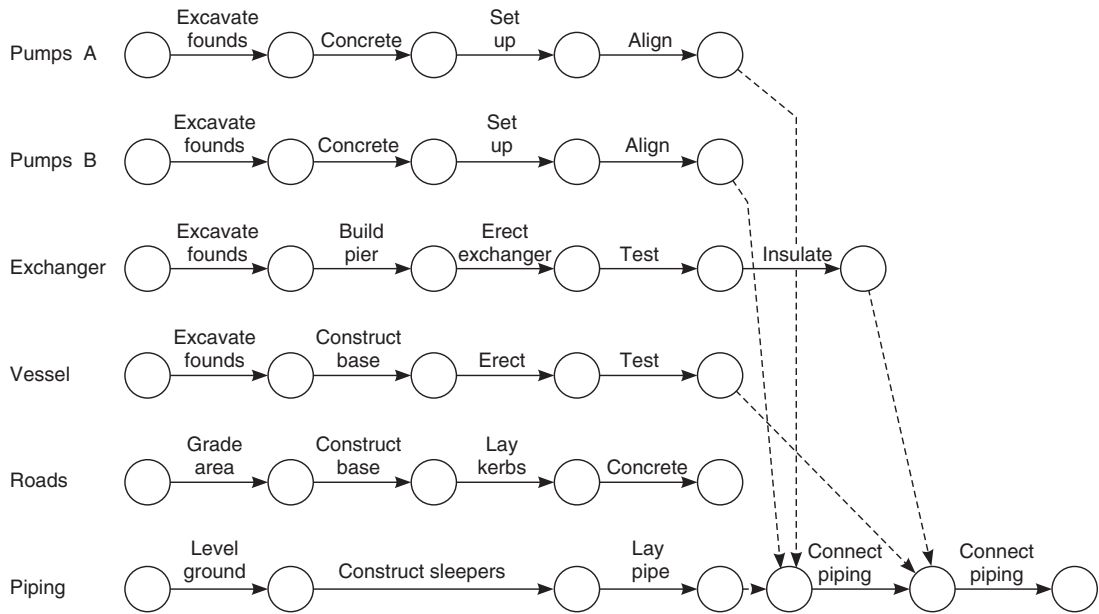 Pumps A
Excavate
founds
Concrete
Set
up
Align
Pumps B
Excavate
founds
Concrete
Set
up
Align
Exchanger
Excavate
founds
Build
pier
Erect
exchanger
Test
Insulate
Vessel
Excavate
founds
Construct
base
Erect
Test
Roads
Grade
area
Construct
base
Lay
kerbs
Concrete
Piping
Level
ground
Construct sleepers
Lay
pipe
Connect
piping
Connect
piping